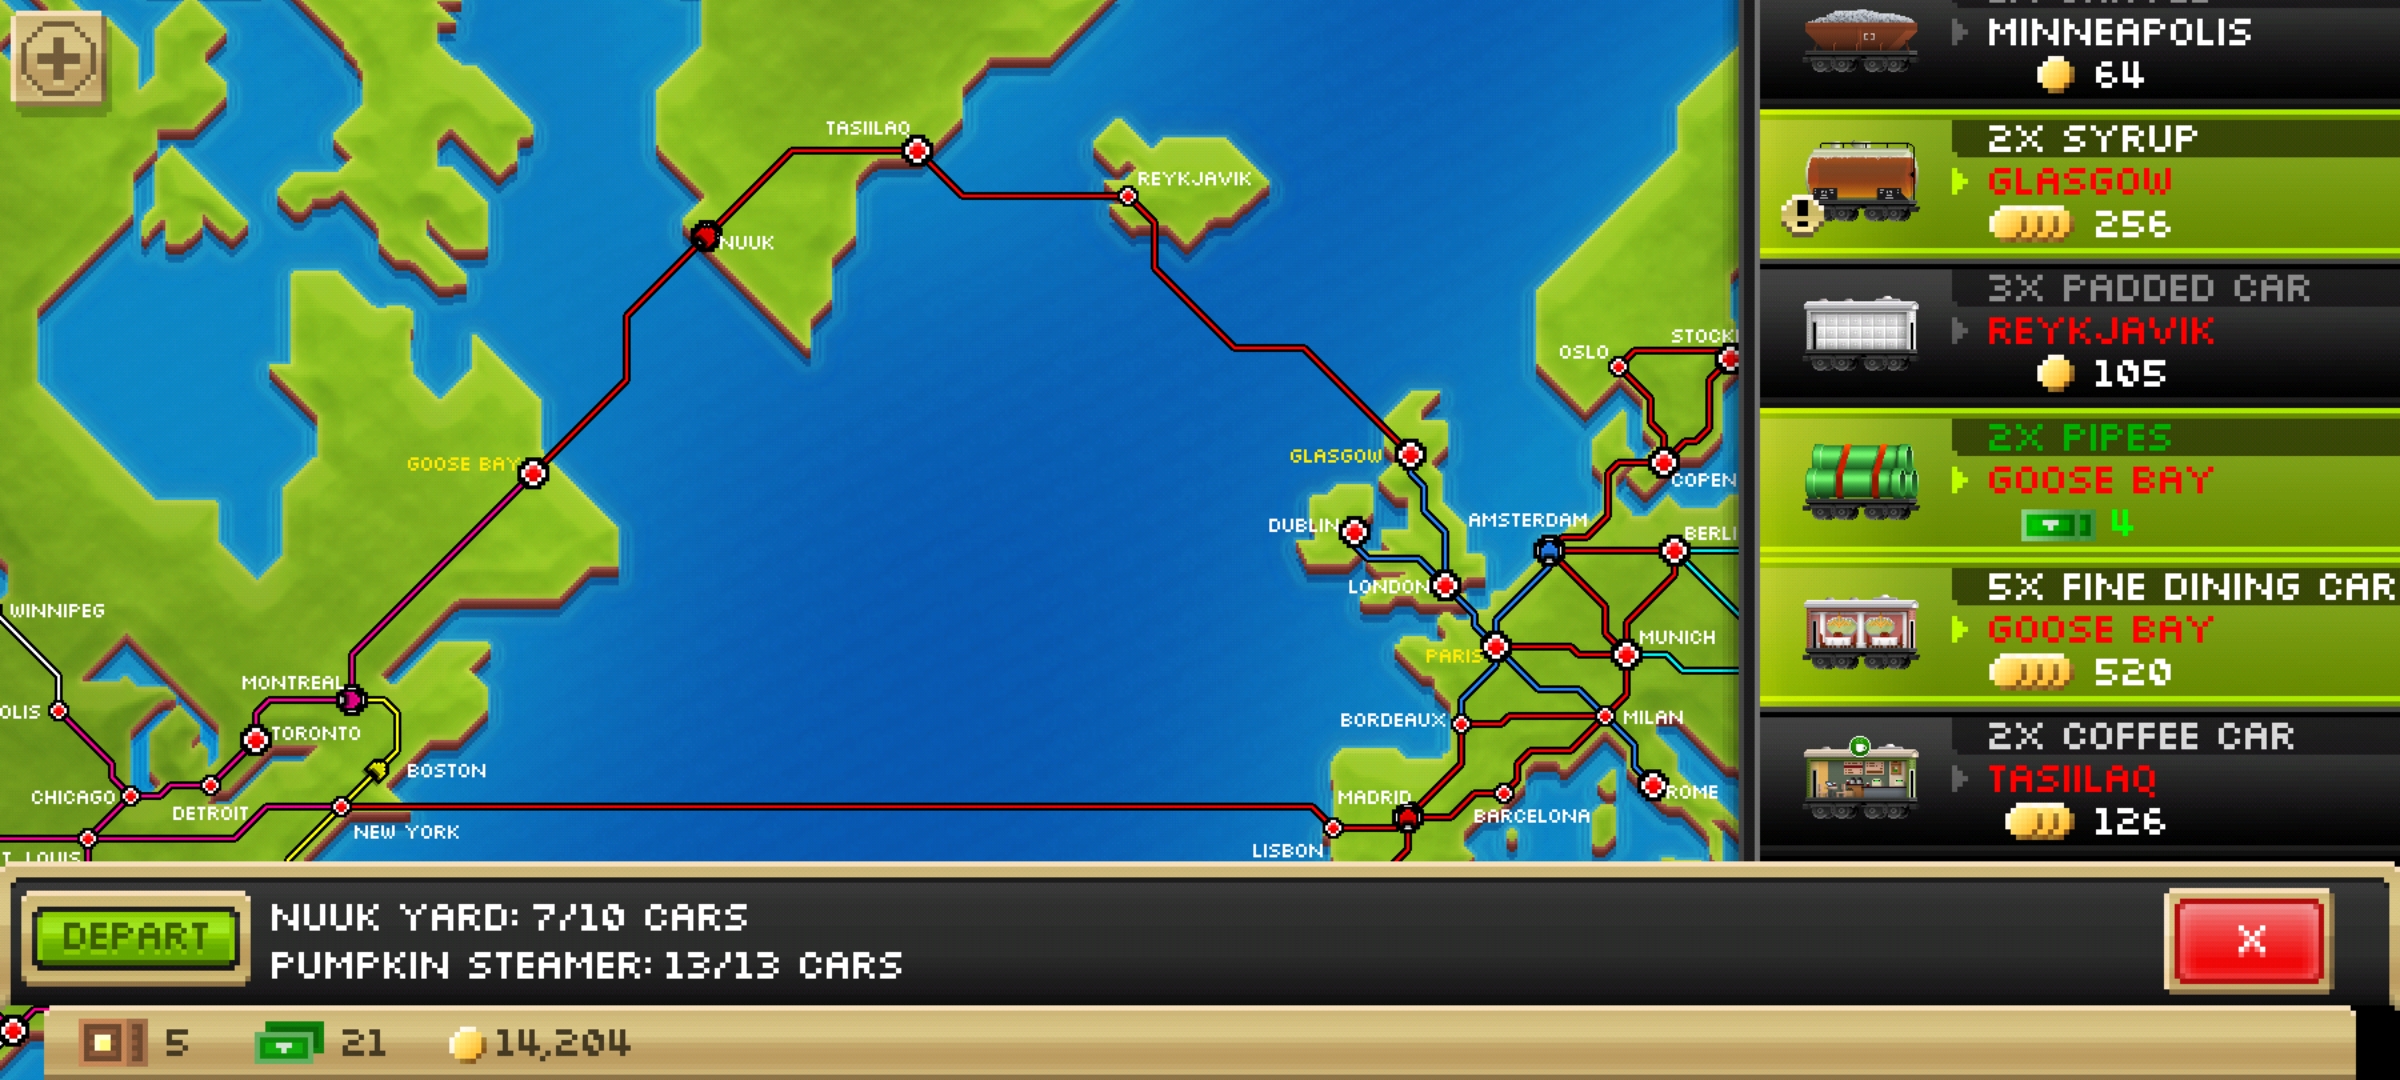 MINNEAPOLIS
64
2X SYRUP
GLASGOW
256
3X PADDED CAR
REYKJAVIK
105
2X PIPES
GOOSE BAY
4
5X FINE DINING CAR
GOOSE BAY
520
2X COFFEE CAR
TASIILAQ
126
TASIILAQ
REYKJAVIK
NUUK
OSLO
STOCK
GOOSE BAY
GLASGOW
COPEN
DUBLIN
AMSTERDAM
BERLI
LONDON
WINNIPEG
MUNICH
PARIS
MONTREAL
OLIS
BORDEAUX
MILAN
TORONTO
BOSTON
CHICAGO
DETROIT
NEW YORK
MADRID
BARCELONA
ROME
LISBON
T LOUIS
DEPART
NUUK YARD: 7/10 CARS
PUMPKIN STEAMER: 13/13 CARS
X
5
21
14,204